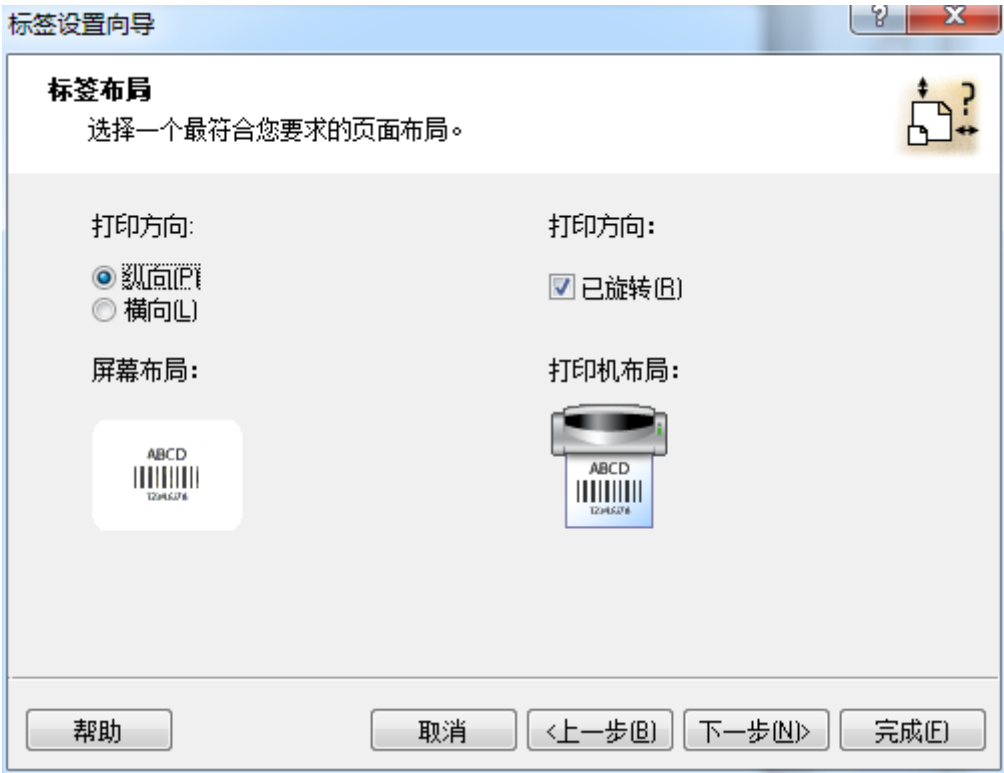 标签设置向导
标签布局
选择一个最符合您要求的页面布局。
打印方向:
纵向(P)
横向(L)
打印方向：
已旋转(R)
屏幕布局：
ABCD
打印机布局：
ABCD
帮助
取消
<上一步(B)
下一步(N)>
完成(F)